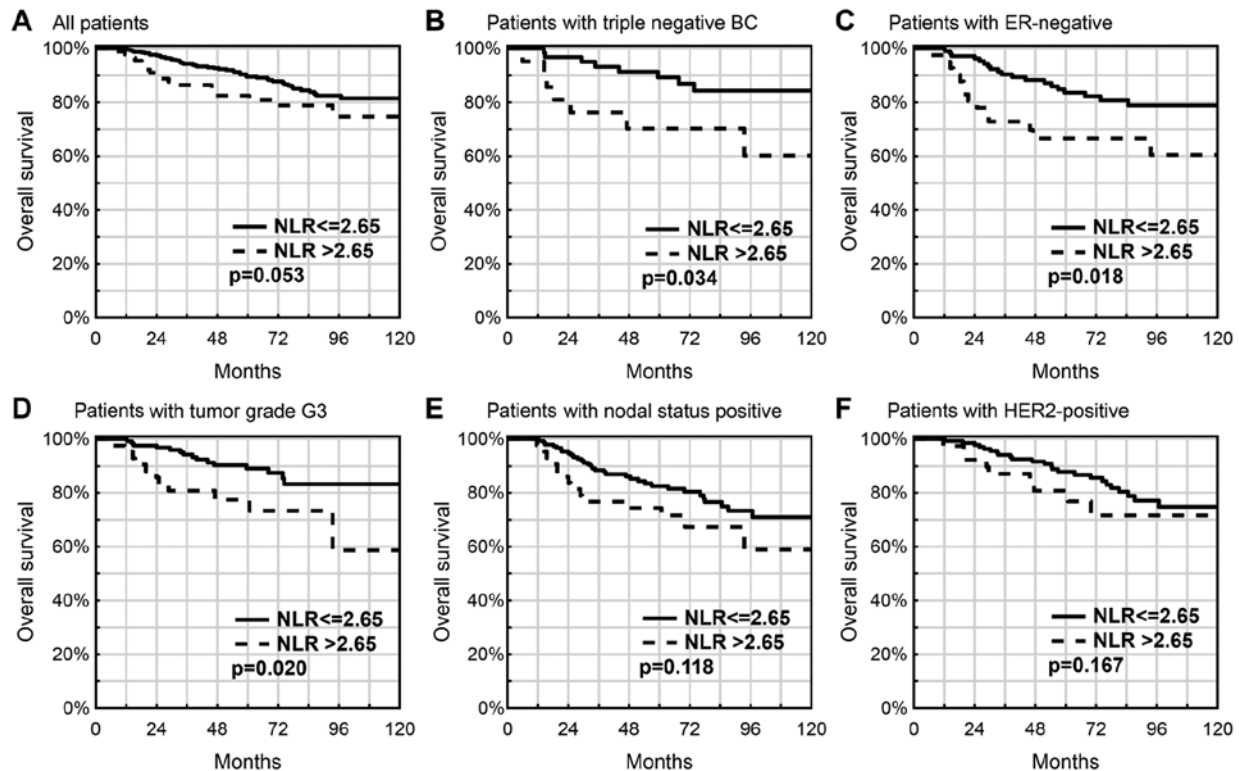 A All patients
100%
80%
60%
40%
20%
0%
Overall survival
NLR<=2.65
NLR >2.65
p=0.053
0 24 48 72 96 120
Months
B Patients with triple negative BC
100%
80%
60%
40%
20%
0%
Overall survival
NLR<=2.65
NLR >2.65
p=0.034
0 24 48 72 96 120
Months
C Patients with ER-negative
100%
80%
60%
40%
20%
0%
Overall survival
NLR<=2.65
NLR >2.65
p=0.018
0 24 48 72 96 120
Months
D Patients with tumor grade G3
100%
80%
60%
40%
20%
0%
Overall survival
NLR<=2.65
NLR >2.65
p=0.020
0 24 48 72 96 120
Months
E Patients with nodal status positive
100%
80%
60%
40%
20%
0%
Overall survival
NLR<=2.65
NLR >2.65
p=0.118
0 24 48 72 96 120
Months
F Patients with HER2-positive
100%
80%
60%
40%
20%
0%
Overall survival
NLR<=2.65
NLR >2.65
p=0.167
0 24 48 72 96 120
Months